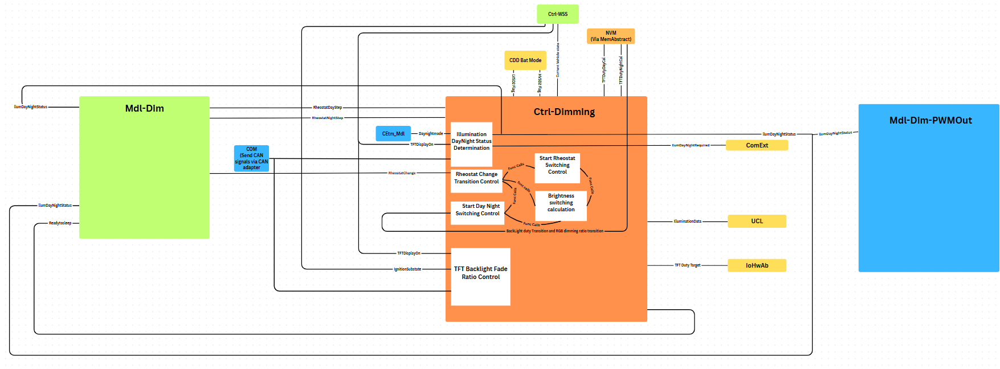 Ctrl-WSS
NVM
(Via MemAbstract)
CDD Bat Mode
Current Vehicle state
TFTDutyDayCal
TFTDutyNightCal
LVSO2 Flag
HVSO2 Flag
Mdl-Dim
Ctrl-Dimming
Mdl-Dim-PWMOut
IlumDayNightStatus
RheostatDayStep
RheostatNightStep
CEtm_Mdl
Daynightmode
TFTDisplayOn
Illumination
DayNight Status
Determination
IlumDayNightStatus
IlumDayNightStatus
IlumDayNightRequired
ComExt
COM
(Send CAN
signals via CAN
adapter
RheostatChange
Rheostat Change
Transition Control
Start Rheostat
Switching
Control
Func Calls
func calls
Func Calls
Func Calls
Brightness
switching
calculation
Start Day Night
Switching Control
Func Calls
BackLight duty Transition and RGB dimming ratio transition
IlumDayNightStatus
Readytosleep
IlluminationData
UCL
TFTDisplayOn
IgnitionSubstate
TFT Backlight Fade
Ratio Control
TFT Duty Target
IoHwAb